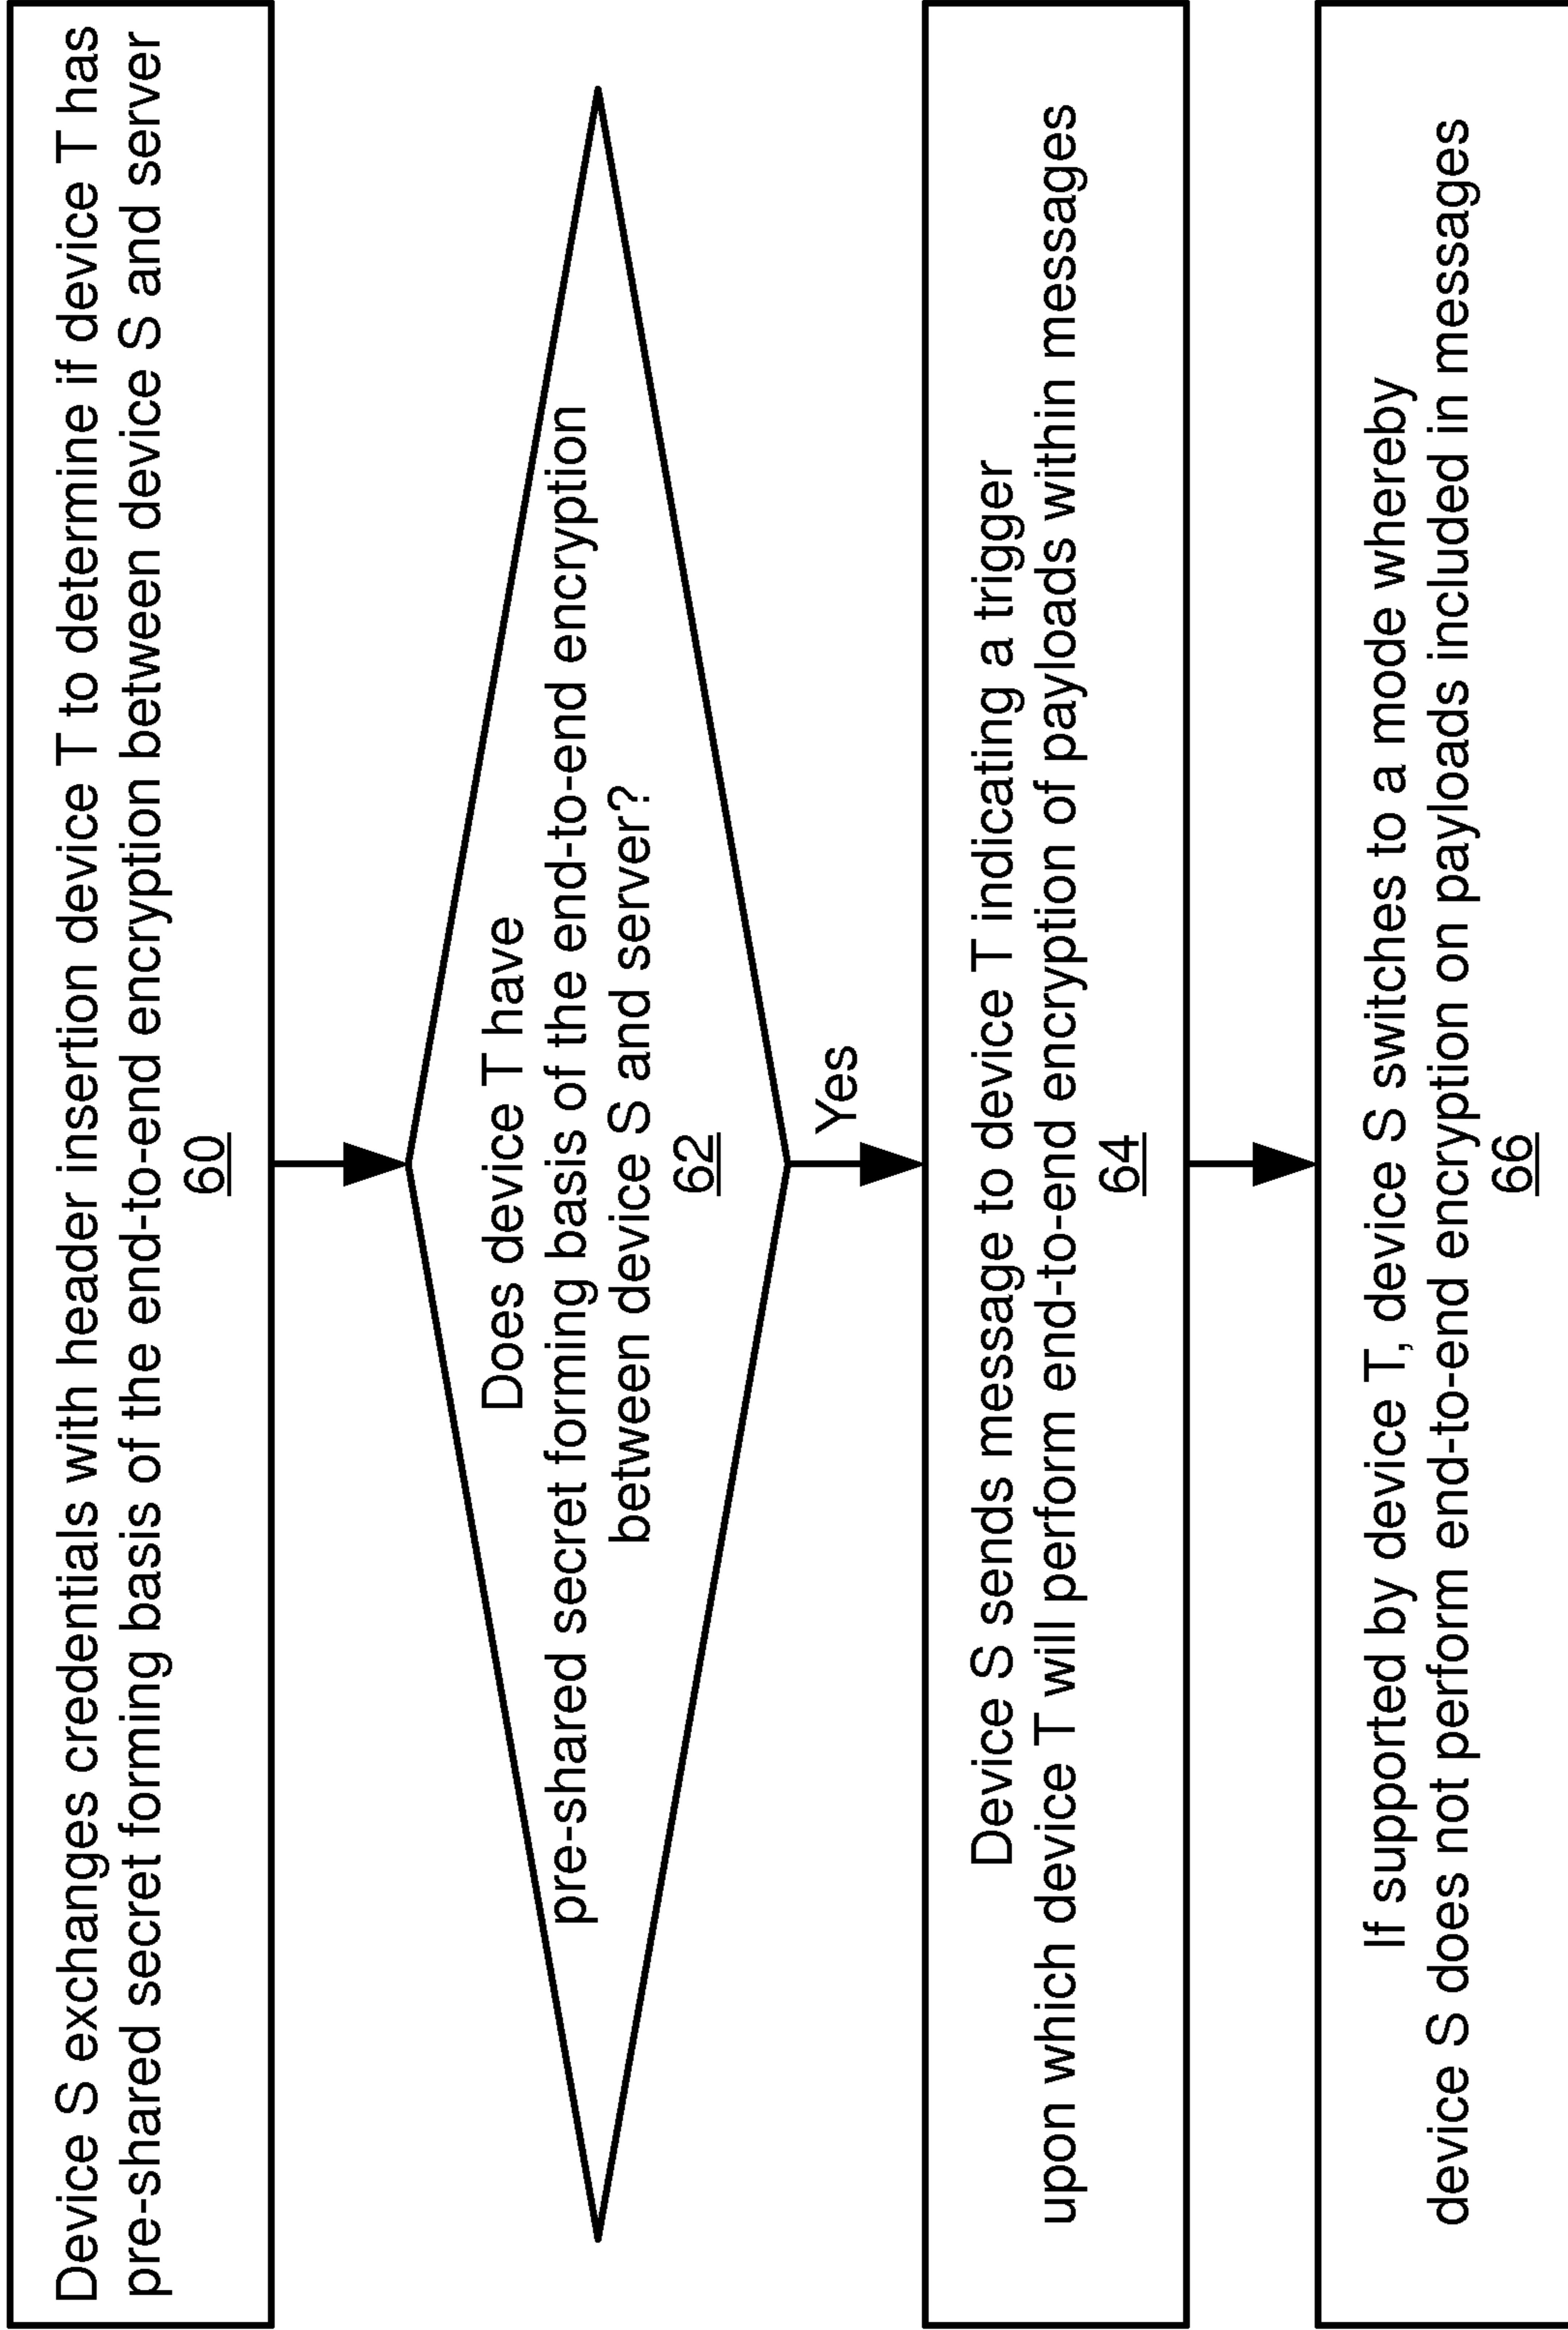 Device S exchanges credentials with header insertion device T to determine if device T has
pre-shared secret forming basis of the end-to-end encryption between device S and server
60
Does device T have
pre-shared secret forming basis of the end-to-end encryption
between device S and server?
62
Yes
Device S sends message to device T indicating a trigger
upon which device T will perform end-to-end encryption of payloads within messages
64
If supported by device T, device S switches to a mode whereby
device S does not perform end-to-end encryption on payloads included in messages
66